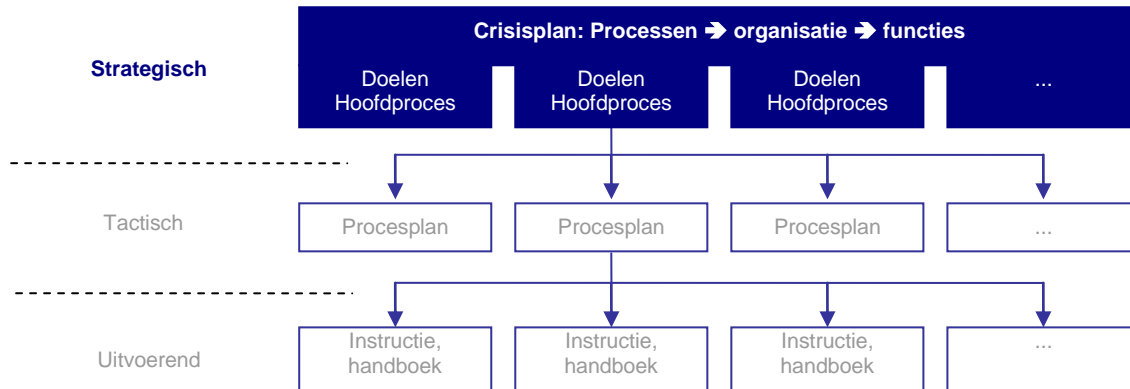 Crisisplan: Processen ➔ organisatie ➔ functies
Strategisch
Doelen
Hoofdproces
Doelen
Hoofdproces
Doelen
Hoofdproces
...
Tactisch
Procesplan
Procesplan
Procesplan
...
Uitvoerend
Instructie,
handboek
Instructie,
handboek
Instructie,
handboek
...